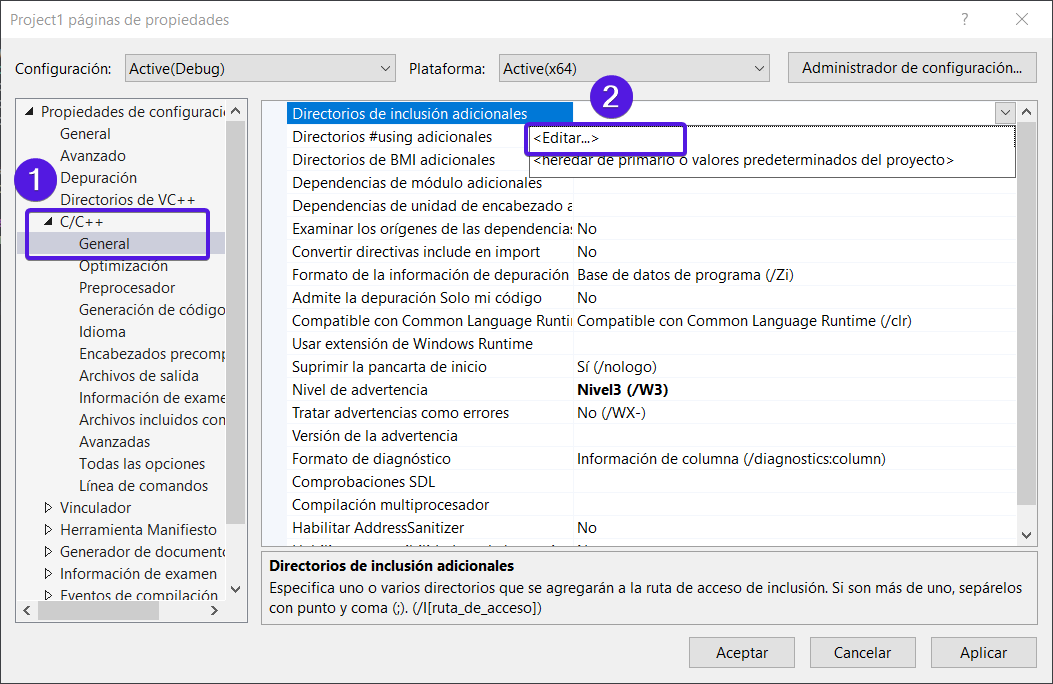 Project1 páginas de propiedades
?
Configuración: Active(Debug) Plataforma: Active(x64) Administrador de configuración...
Propiedades de configuraci
General
Avanzado
Depuración
Directorios de VC++
C/C++
General
Optimización
Preprocesador
Generación de código
Idioma
Encabezados precomp
Archivos de salida
Información de exame
Archivos incluidos con
Avanzadas
Todas las opciones
Línea de comandos
Vinculador
Herramienta Manifiesto
Generador de documento
Información de examen
Eventos de compilación
1
2
Directorios de inclusión adicionales
Directorios #using adicionales <Editar...>
Directorios de BMI adicionales <heredar de primario o valores predeterminados del proyecto>
Dependencias de módulo adicionales
Dependencias de unidad de encabezado a
Examinar los orígenes de las dependencias No
Convertir directivas include en import No
Formato de la información de depuración Base de datos de programa (/Zi)
Admite la depuración Solo mi código No
Compatible con Common Language Runtir Compatible con Common Language Runtime (/clr)
Usar extensión de Windows Runtime
Suprimir la pancarta de inicio Sí (/nologo)
Nivel de advertencia Nivel3 (/W3)
Tratar advertencias como errores No (/WX-)
Versión de la advertencia
Formato de diagnóstico Información de columna (/diagnostics:column)
Comprobaciones SDL
Compilación multiprocesador
Habilitar AddressSanitizer No
Directorios de inclusión adicionales
Especifica uno o varios directorios que se agregarán a la ruta de acceso de inclusión. Si son más de uno, sepárelos
con punto y coma (;). (/I[ruta_de_acceso])
Aceptar Cancelar Aplicar